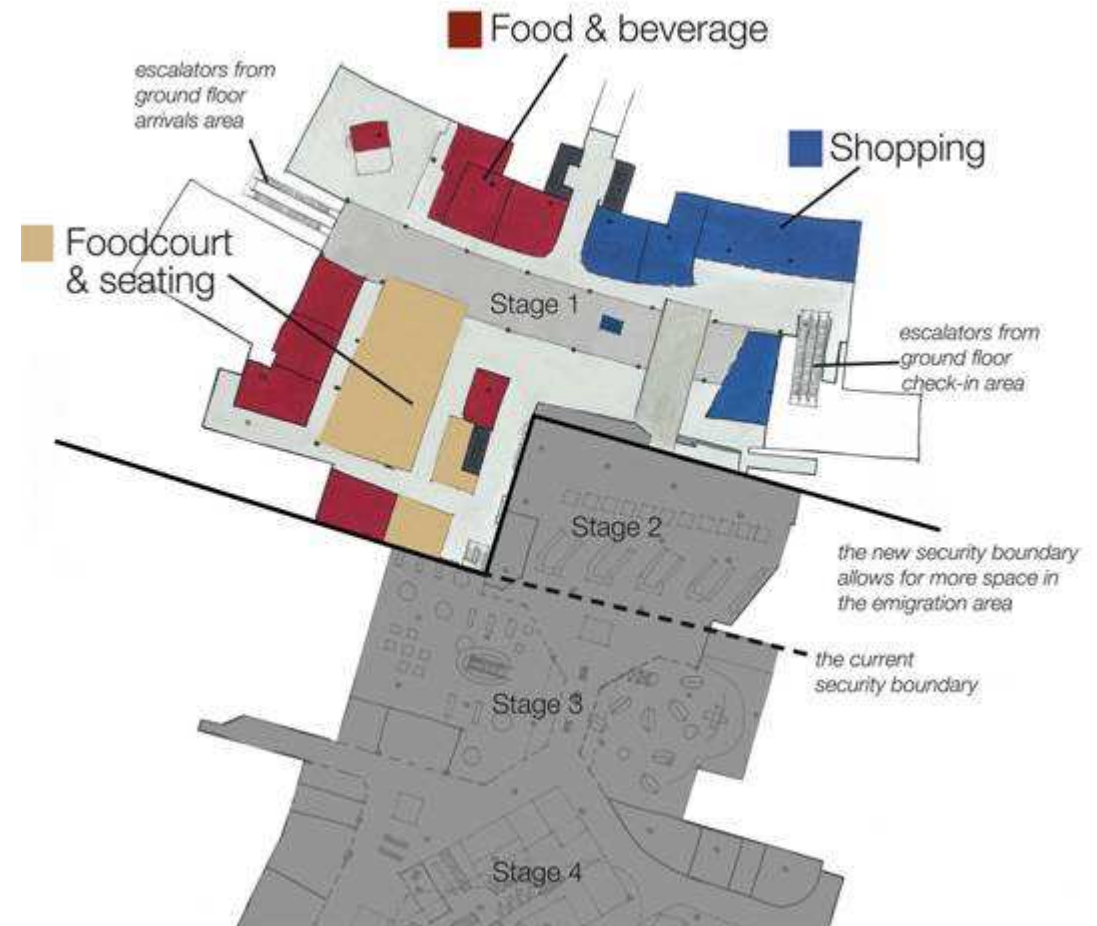 Food & beverage
escalators from
ground floor
arrivals area
Shopping
Foodcourt
& seating
Stage 1
escalators from
ground floor
check-in area
Stage 2
the new security boundary
allows for more space in
the emigration area
the current
security boundary
Stage 3
Stage 4